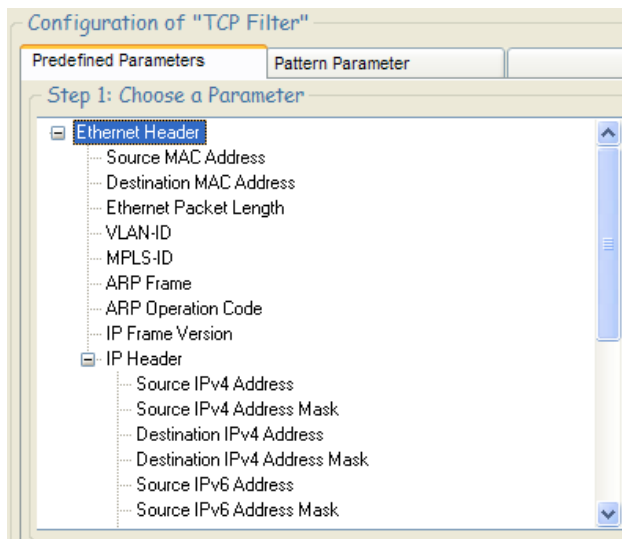 Configuration of "TCP Filter"
Predefined Parameters
Pattern Parameter
Step 1: Choose a Parameter
Ethernet Header
Source MAC Address
Destination MAC Address
Ethernet Packet Length
VLAN-ID
MPLS-ID
ARP Frame
ARP Operation Code
IP Frame Version
IP Header
Source IPv4 Address
Source IPv4 Address Mask
Destination IPv4 Address
Destination IPv4 Address Mask
Source IPv6 Address
Source IPv6 Address Mask